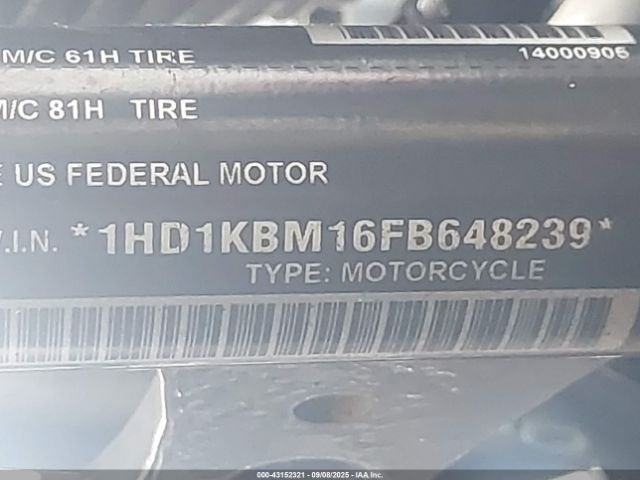 M/C 61H TIRE
14000905
M/C 81H TIRE
E US FEDERAL MOTOR
V.I.N. *1HD1KBM16FB648239*
TYPE: MOTORCYCLE
000-43152321 - 09/08/2025 - IAA Inc.